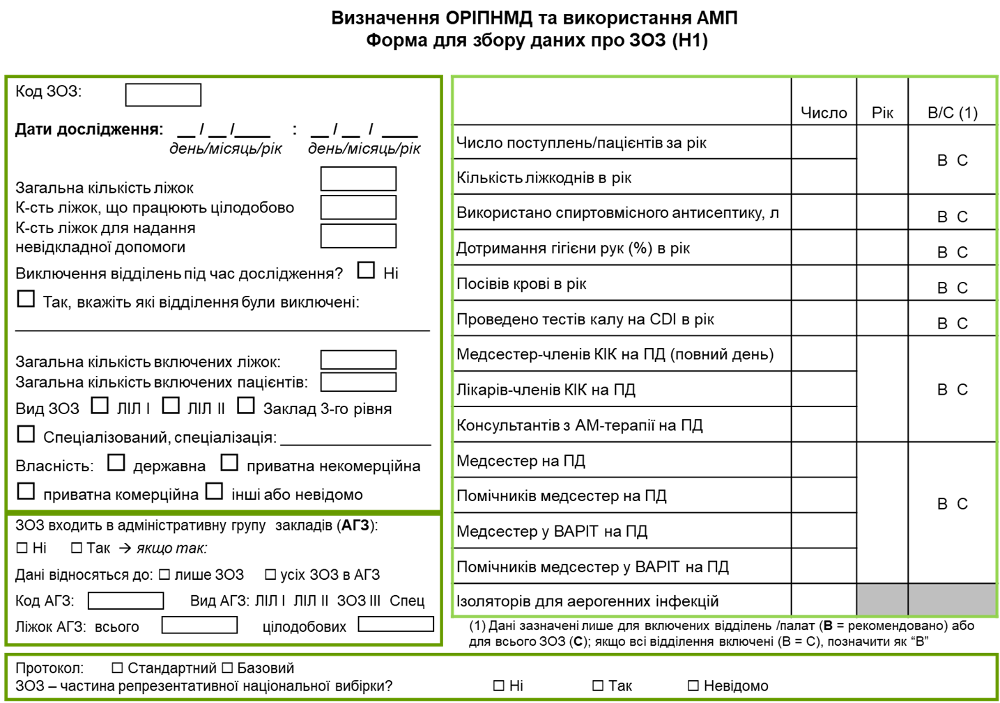 Визначення ОРІПНМД та використання АМП
Форма для збору даних про ЗОЗ (Н1)
Код ЗОЗ:
Дати дослідження: __ / __ /____ : __ / __ / ____
день/місяць/рік день/місяць/рік
Загальна кількість ліжок
К-сть ліжок, що працюють цілодобово
К-сть ліжок для надання
невідкладної допомоги
Виключення відділень під час дослідження? ☐ Ні
☐ Так, вкажіть які відділення були виключені:
Загальна кількість включених ліжок:
Загальна кількість включених пацієнтів:
Вид ЗОЗ ☐ ЛІЛ І ☐ ЛІЛ ІІ ☐ Заклад 3-го рівня
☐ Спеціалізований, спеціалізація: __________________
Власність: ☐ державна ☐ приватна некомерційна
☐ приватна комерційна ☐ інші або невідомо
ЗОЗ входить в адміністративну групу закладів (АГЗ):
☐ Ні ☐ Так → якщо так:
Дані відносяться до: ☐ лише ЗОЗ ☐ усіх ЗОЗ в АГЗ
Код АГЗ: Вид АГЗ: ЛІЛ І ЛІЛ ІІ ЗОЗ ІІІ Спец
Ліжок АГЗ: всього цілодобових
Число Рік В/С (1)
Число поступлень/пацієнтів за рік
В С
Кількість ліжкоднів в рік
Використано спиртовмісного антисептику, л В С
Дотримання гігієни рук (%) в рік В С
Посівів крові в рік В С
Проведено тестів калу на CDI в рік В С
Медсестер-членів КІК на ПД (повний день)
Лікарів-членів КІК на ПД В С
Консультантів з АМ-терапії на ПД
Медсестер на ПД
Помічників медсестер на ПД
В С
Медсестер у ВАРІТ на ПД
Помічників медсестер у ВАРІТ на ПД
Ізоляторів для аерогенних інфекцій
(1) Дані зазначені лише для включених відділень /палат (В = рекомендовано) або
для всього ЗОЗ (С); якщо всі відділення включені (В = С), позначити як “В”
Протокол: ☐ Стандартний ☐ Базовий
ЗОЗ – частина репрезентативної національної вибірки? ☐ Ні ☐ Так ☐ Невідомо